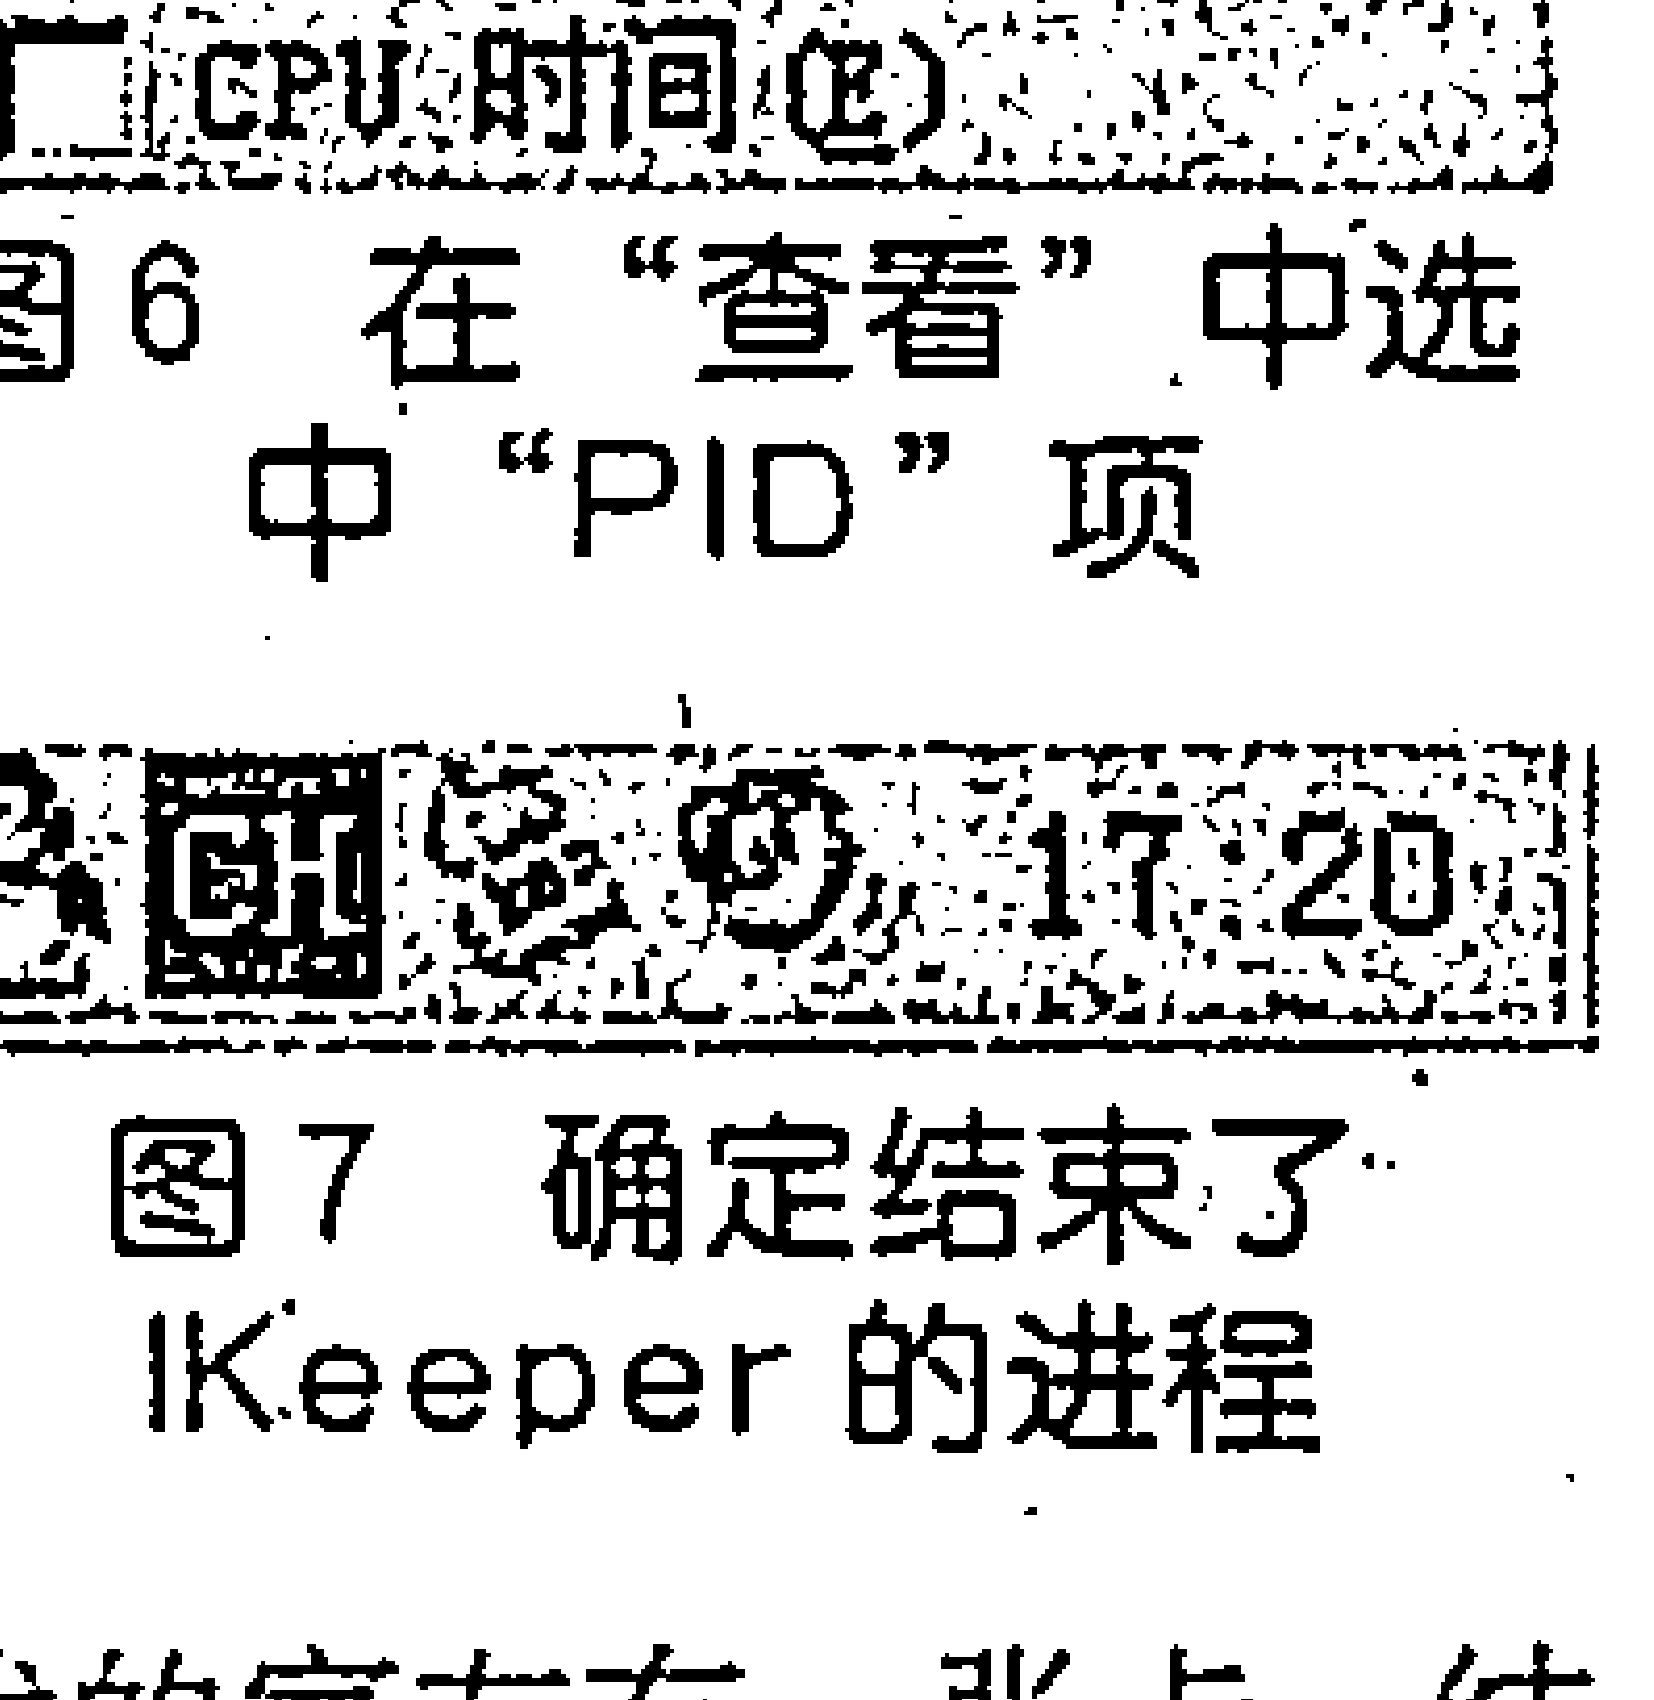 CPU 时间(E)
图 6 在 “查看” 中选
中 “PID” 项
CH 17 20
图 7 确定结束了
IKeeper 的进程